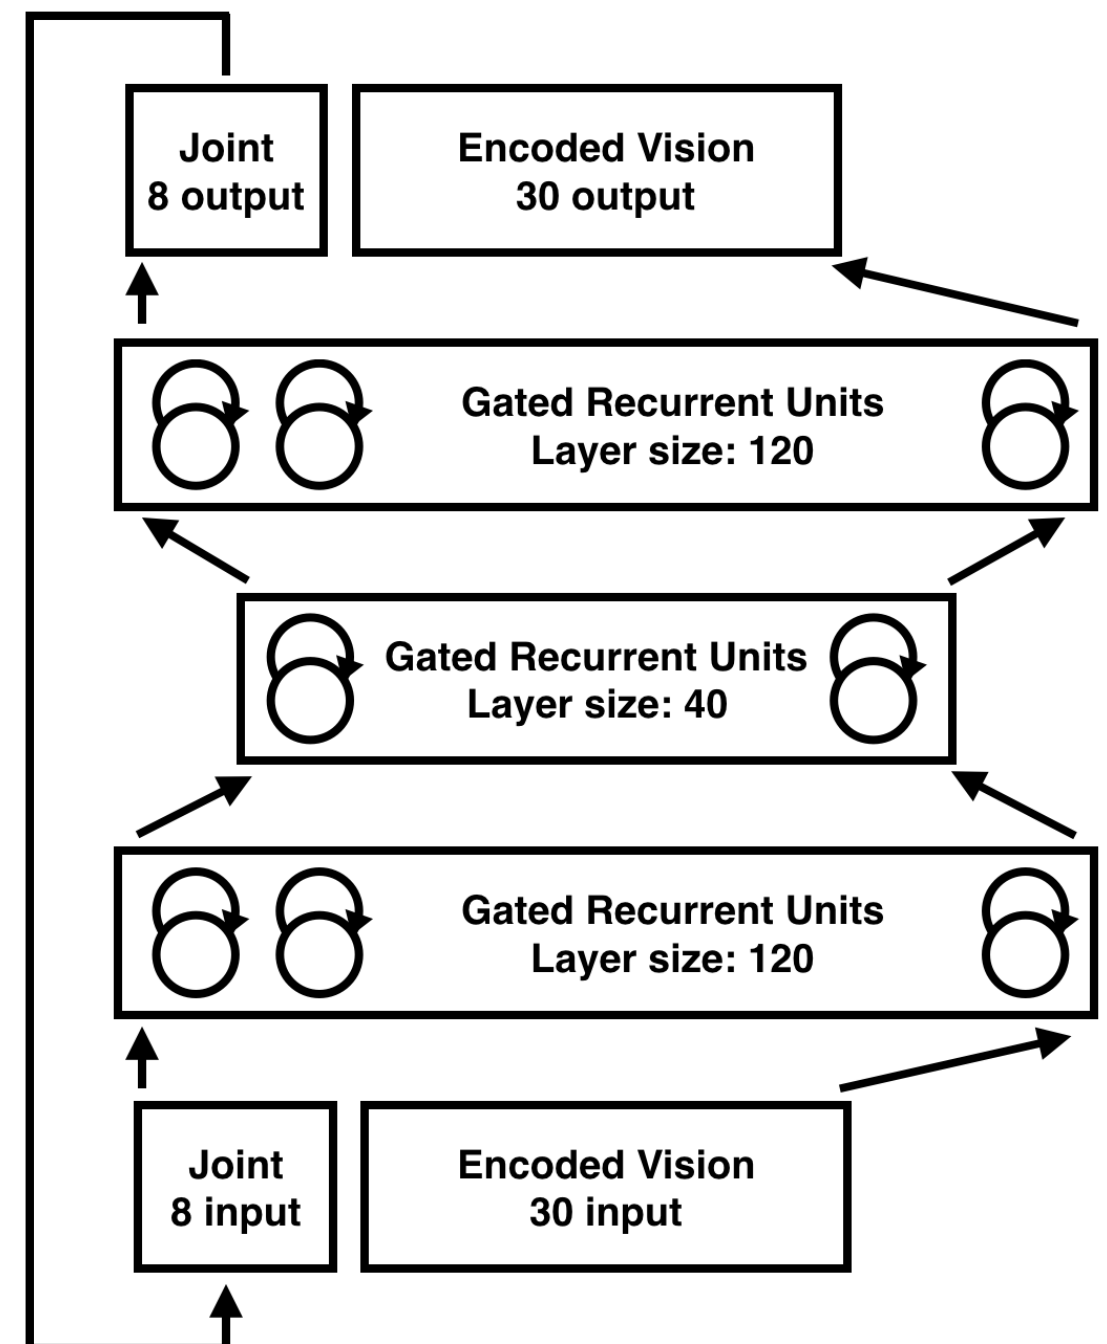 Joint
8 output
Encoded Vision
30 output
Gated Recurrent Units
Layer size: 120
Gated Recurrent Units
Layer size: 40
Gated Recurrent Units
Layer size: 120
Joint
8 input
Encoded Vision
30 input